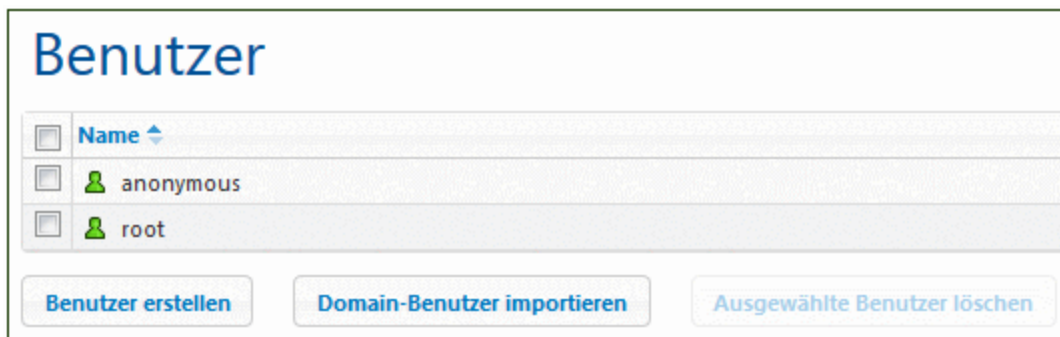 Benutzer
Name
anonymous
root
Benutzer erstellen Domain-Benutzer importieren Ausgewählte Benutzer löschen